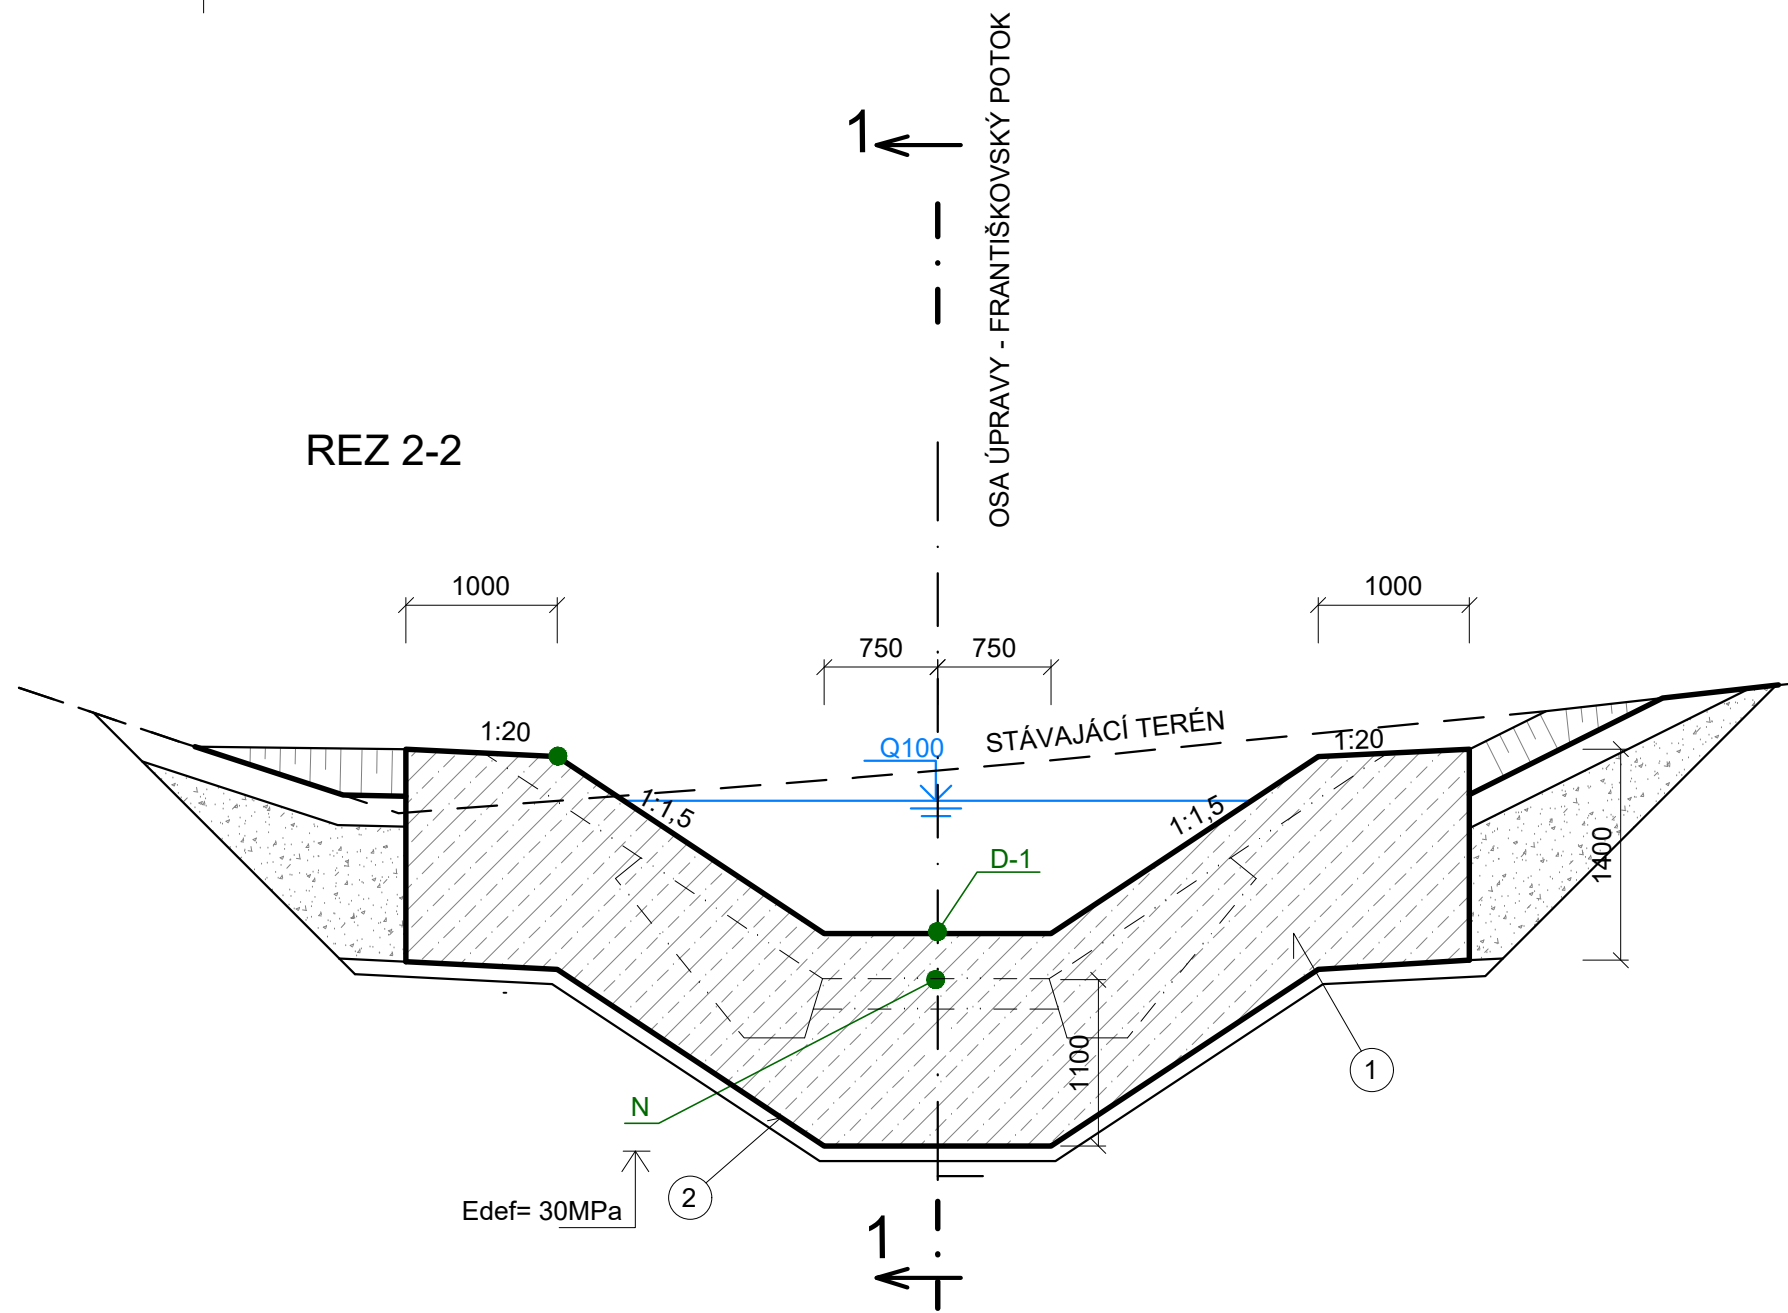 1
OSA ÚPRAVY - FRANTIŠKOVSKÝ POTOK
REZ 2-2
1000
1000
750
750
1:20
Q100
STÁVAJÁCÍ TERÉN
1:20
1:1,5
1:1,5
D-1
1400
N
1100
1
2
Edef= 30MPa
1